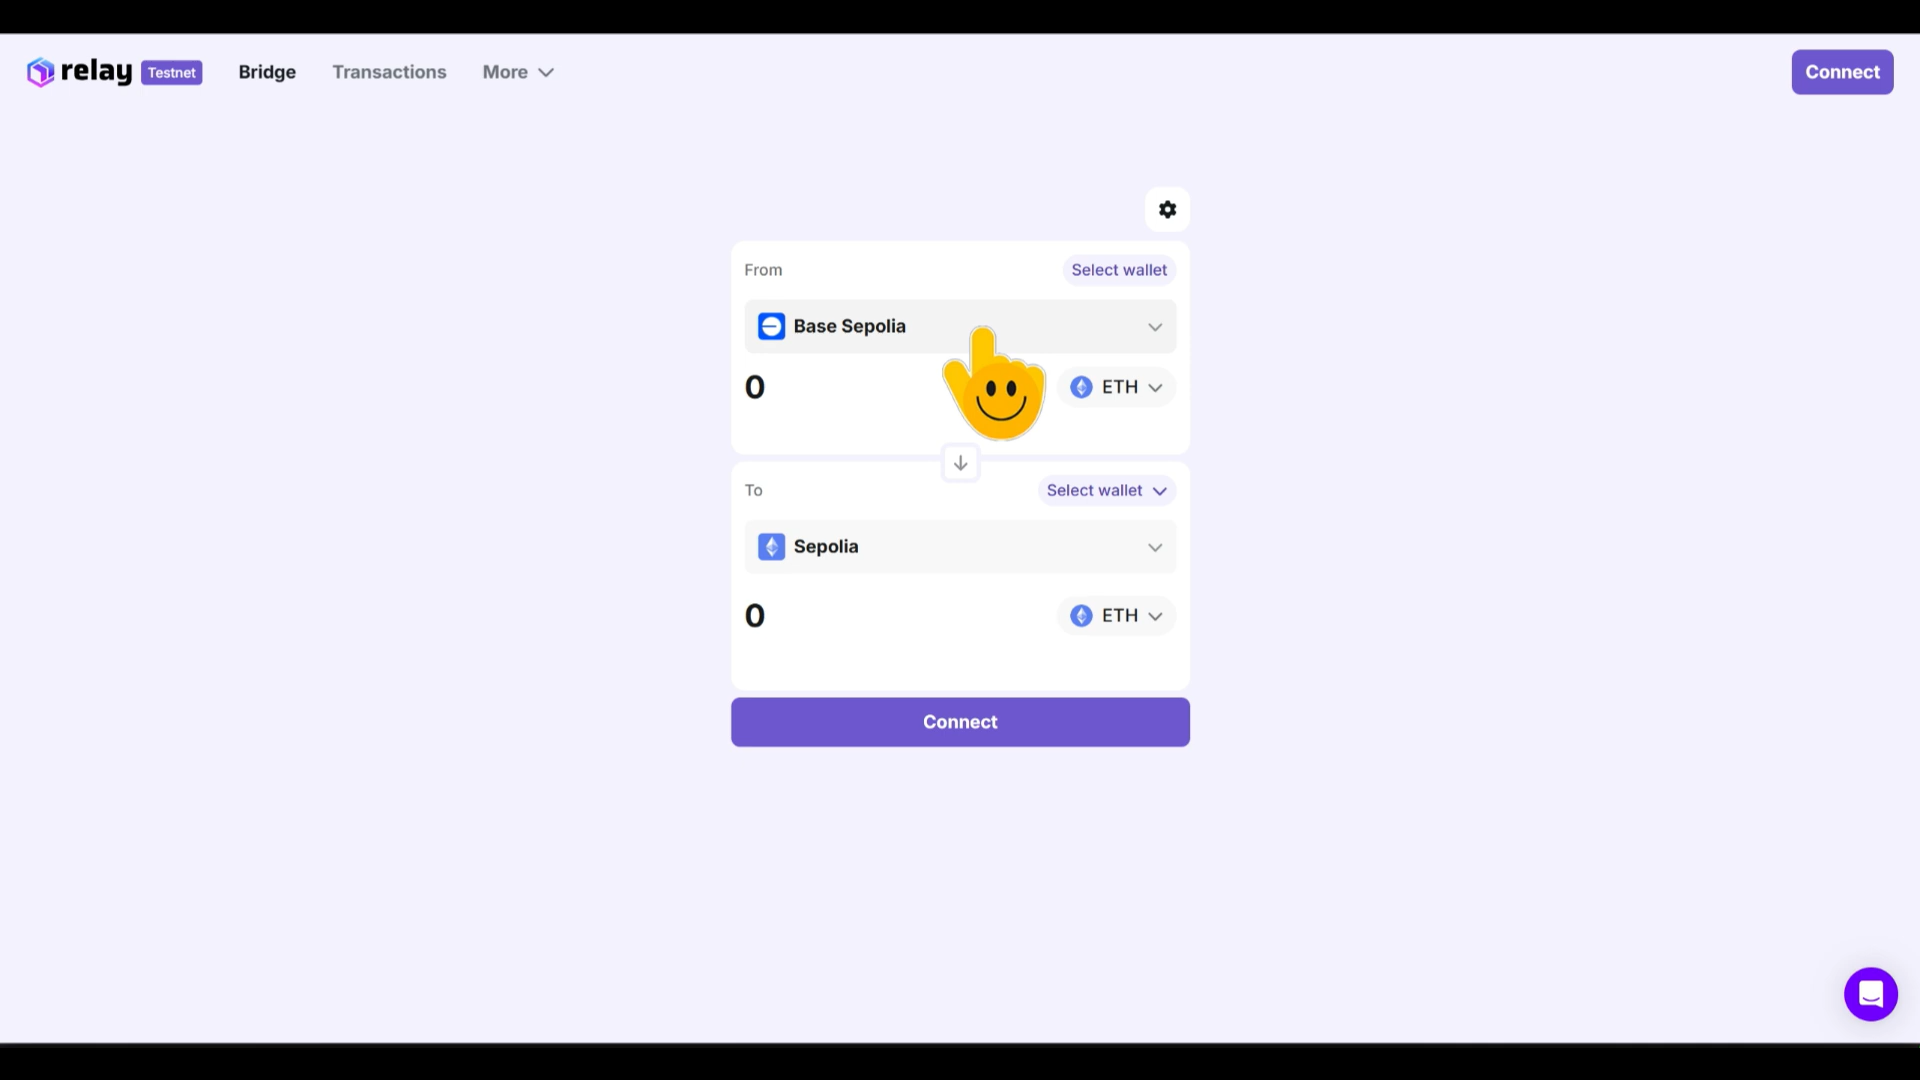 relay Testnet Bridge Transactions More Connect
From Select wallet
Base Sepolia
0 ETH
To Select wallet
Sepolia
0 ETH
Connect